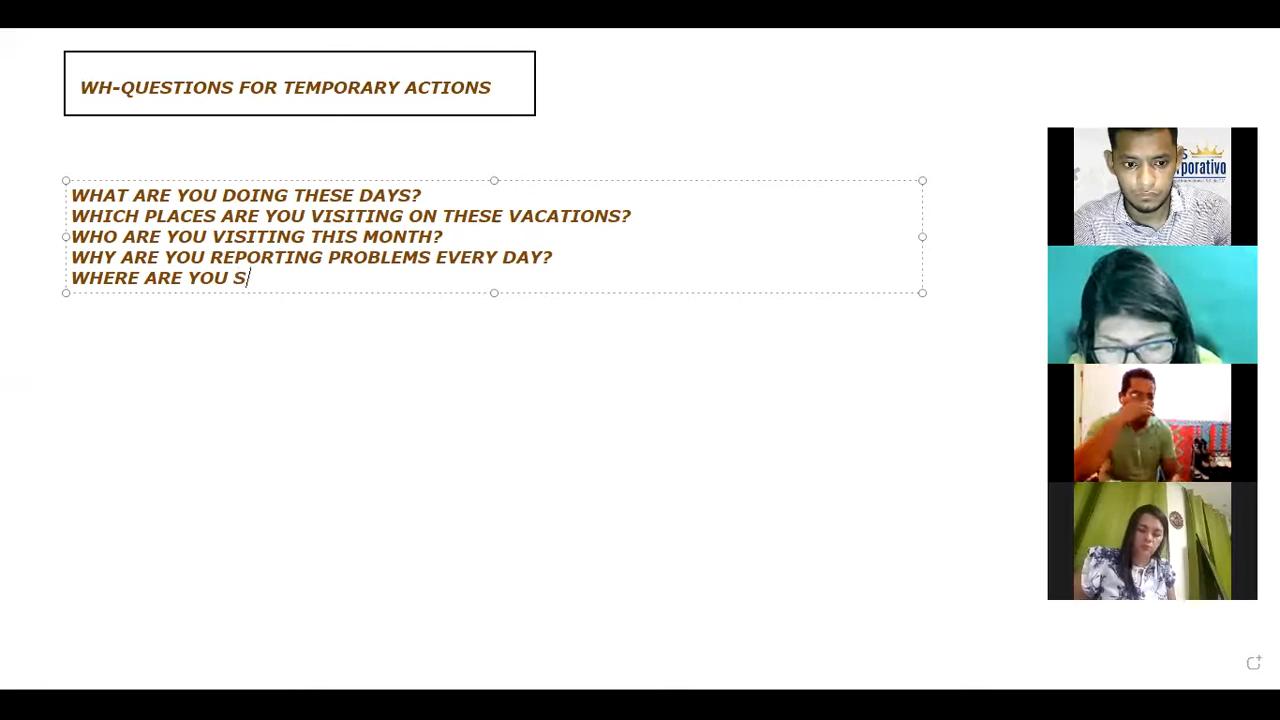 WH-QUESTIONS FOR TEMPORARY ACTIONS
WHAT ARE YOU DOING THESE DAYS?
WHICH PLACES ARE YOU VISITING ON THESE VACATIONS?
WHO ARE YOU VISITING THIS MONTH?
WHY ARE YOU REPORTING PROBLEMS EVERY DAY?
WHERE ARE YOU S